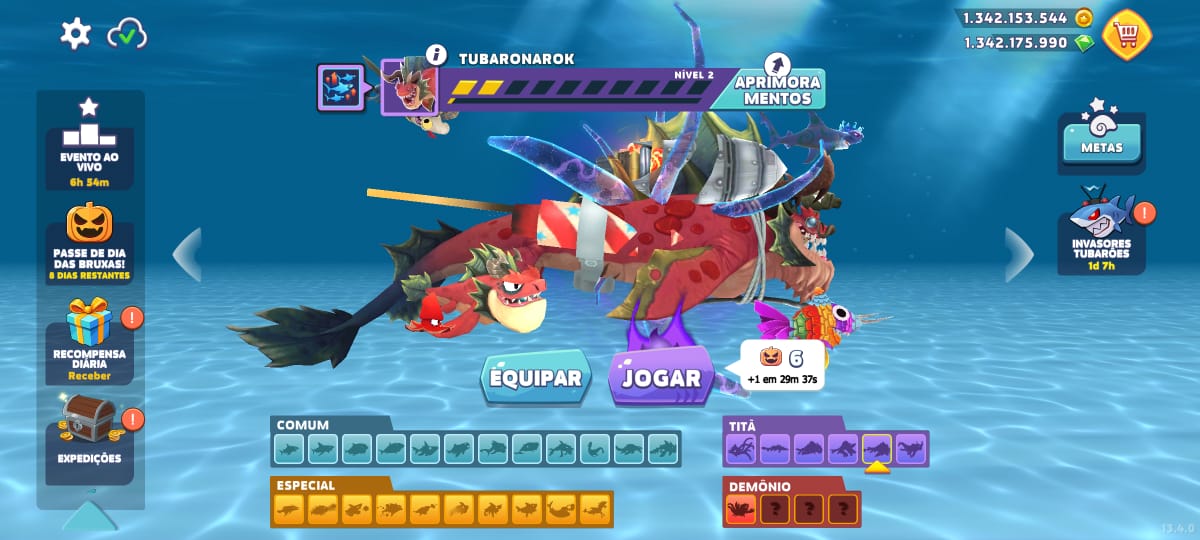 1.342.153.544
1.342.175.990
i
TUBARONAROK
NÍVEL 2
APRIMORA
MENTOS
EVENTO AO
VIVO
6h 54m
PASSE DE DIA
DAS BRUXAS!
8 DIAS RESTANTES
!
RECOMPENSA
DIÁRIA
Receber
!
EXPEDIÇÕES
METAS
!
INVASORES
TUBARÕES
1d 7h
EQUIPAR
JOGAR
6
+1 em 29m 37s
COMUM
TITÃ
ESPECIAL
DEMÔNIO
? ? ?
13.4.0